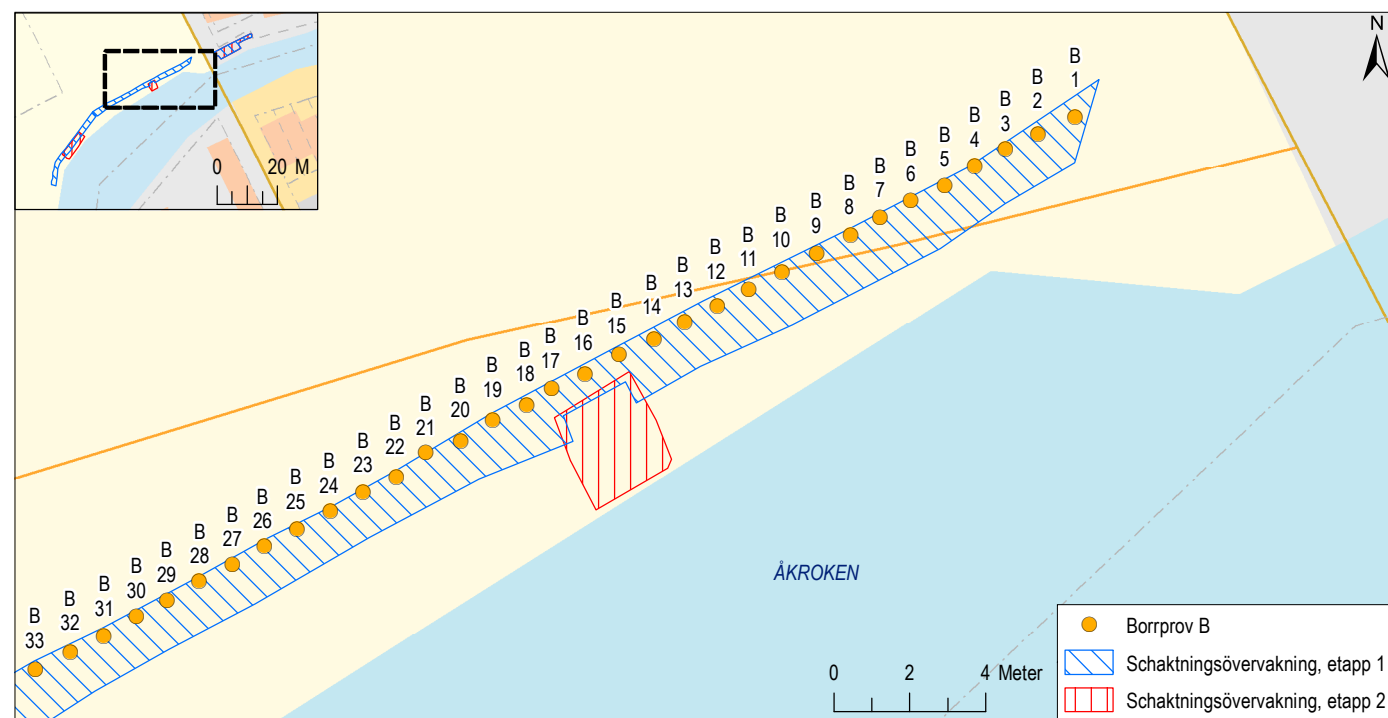 0 20 M
N
B
1
B
2
B
3
B
4
B
5
B
6
B
7
B
8
B
9
B
10
B
11
B
12
B
13
B
14
B
15
B
16
B
17
B
18
B
19
B
20
B
21
B
22
B
23
B
24
B
25
B
26
B
27
B
28
B
29
B
30
B
31
B
32
B
33
ÅKROKEN
0 2 4 Meter
Borrprov B
Schaktningsövervakning, etapp 1
Schaktningsövervakning, etapp 2